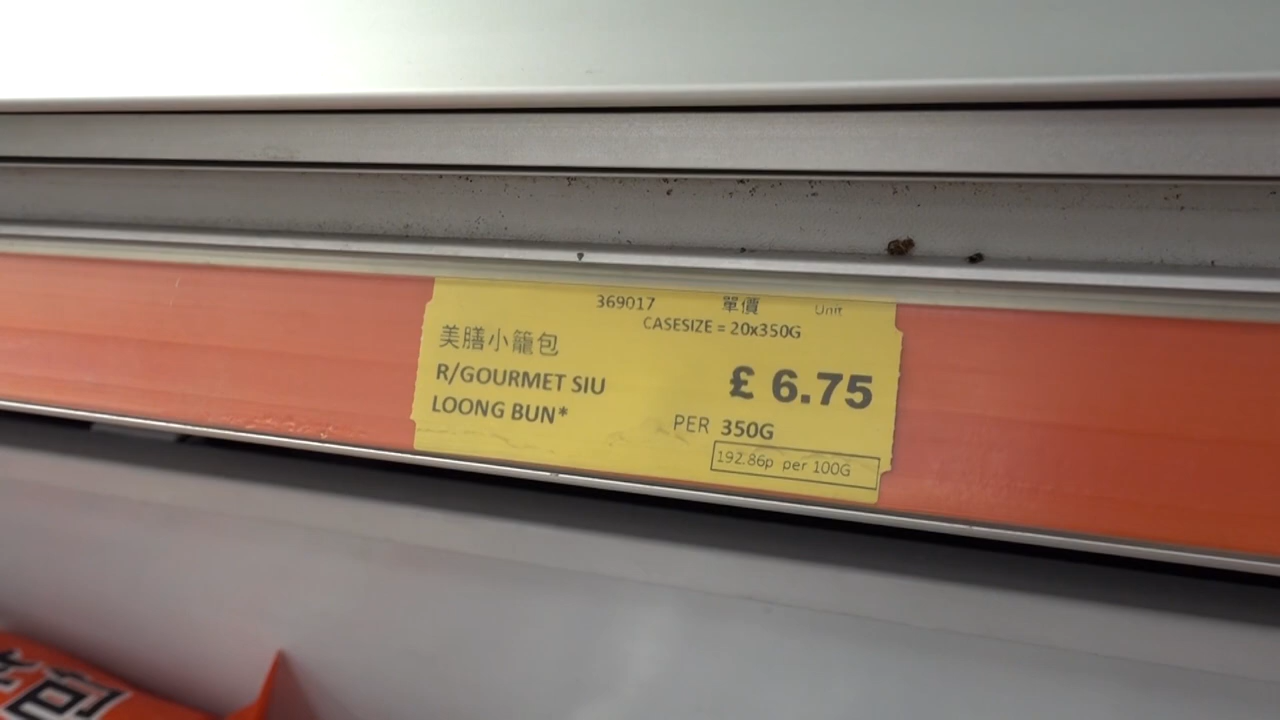 369017 單價 Unit
CASESIZE = 20x350G
美膳小籠包
R/GOURMET SIU
LOONG BUN*
£ 6.75
PER 350G
192.86p per 100G
包